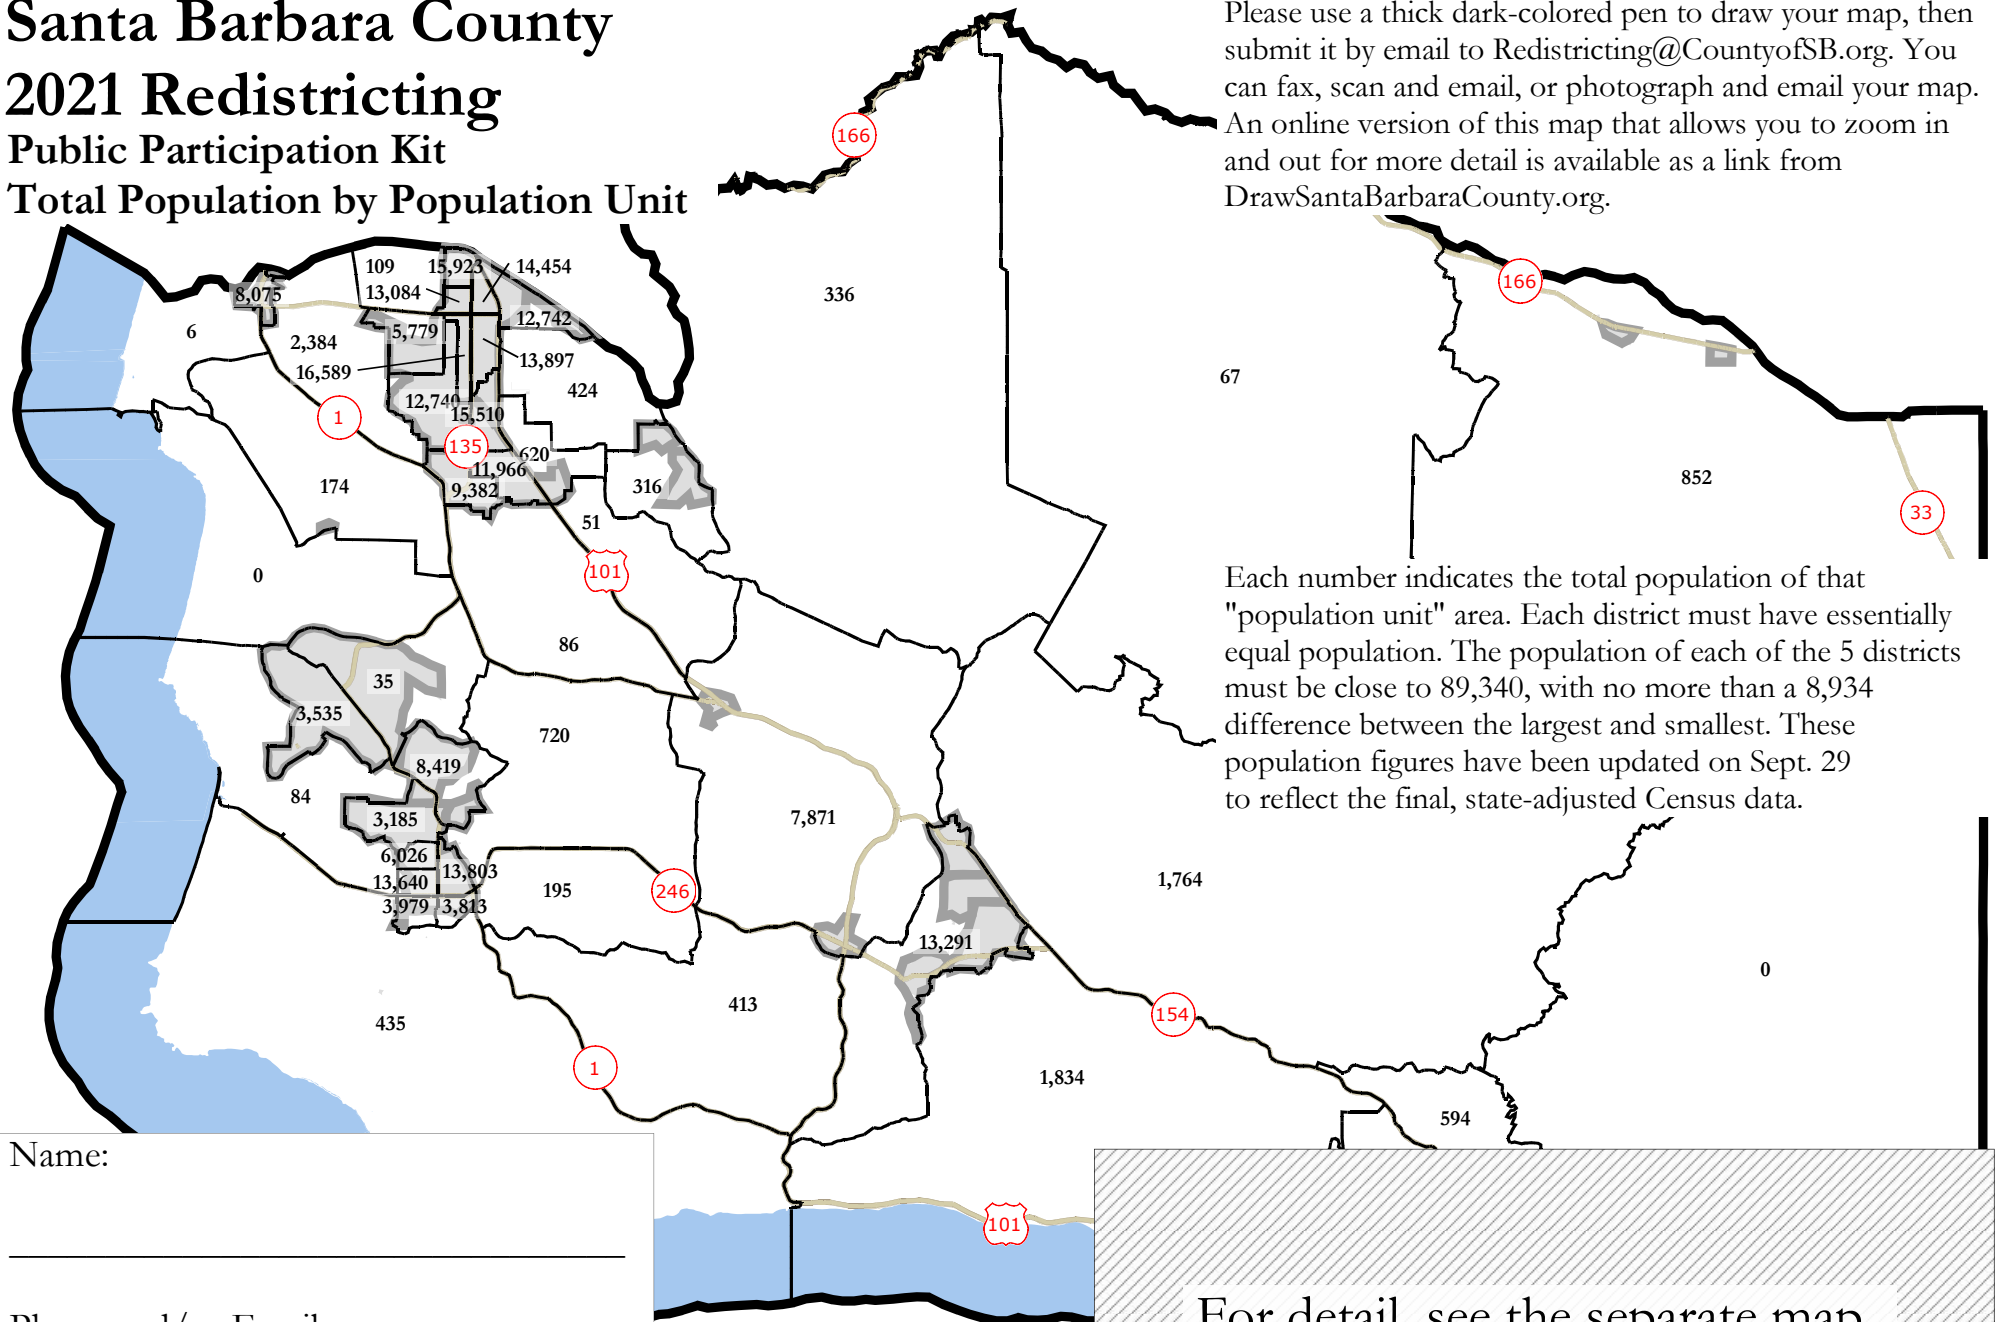 Santa Barbara County
2021 Redistricting
Public Participation Kit
Total Population by Population Unit
Please use a thick dark-colored pen to draw your map, then
submit it by email to Redistricting@CountyofSB.org. You
can fax, scan and email, or photograph and email your map.
An online version of this map that allows you to zoom in
and out for more detail is available as a link from
DrawSantaBarbaraCounty.org.
166
109
15,923
14,454
8,075
13,084
336
166
6
5,779
12,742
2,384
13,897
16,589
424
67
12,740
15,510
1
135
620
11,966
174
9,382
316
852
51
33
0
101
Each number indicates the total population of that
"population unit" area. Each district must have essentially
equal population. The population of each of the 5 districts
must be close to 89,340, with no more than a 8,934
difference between the largest and smallest. These
population figures have been updated on Sept. 29
to reflect the final, state-adjusted Census data.
86
35
3,535
720
8,419
84
3,185
7,871
6,026
13,803
13,640
195
246
1,764
3,979
3,813
13,291
0
413
435
154
1
1,834
594
Name:
101
For detail, see the separate map